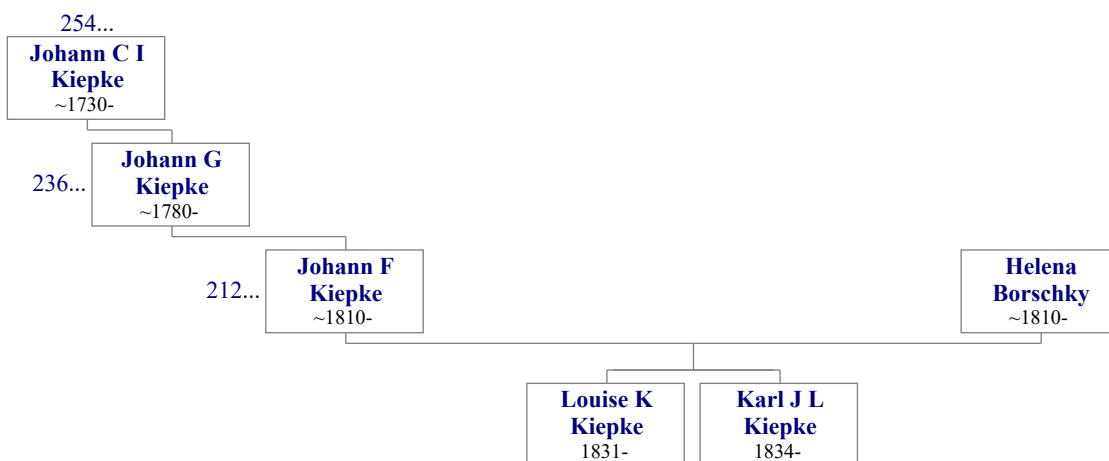 254...
Johann C I
Kiepke
~1730-
236...
Johann G
Kiepke
~1780-
212...
Johann F
Kiepke
~1810-
Helena
Borschky
~1810-
Louise K
Kiepke
1831-
Karl J L
Kiepke
1834-